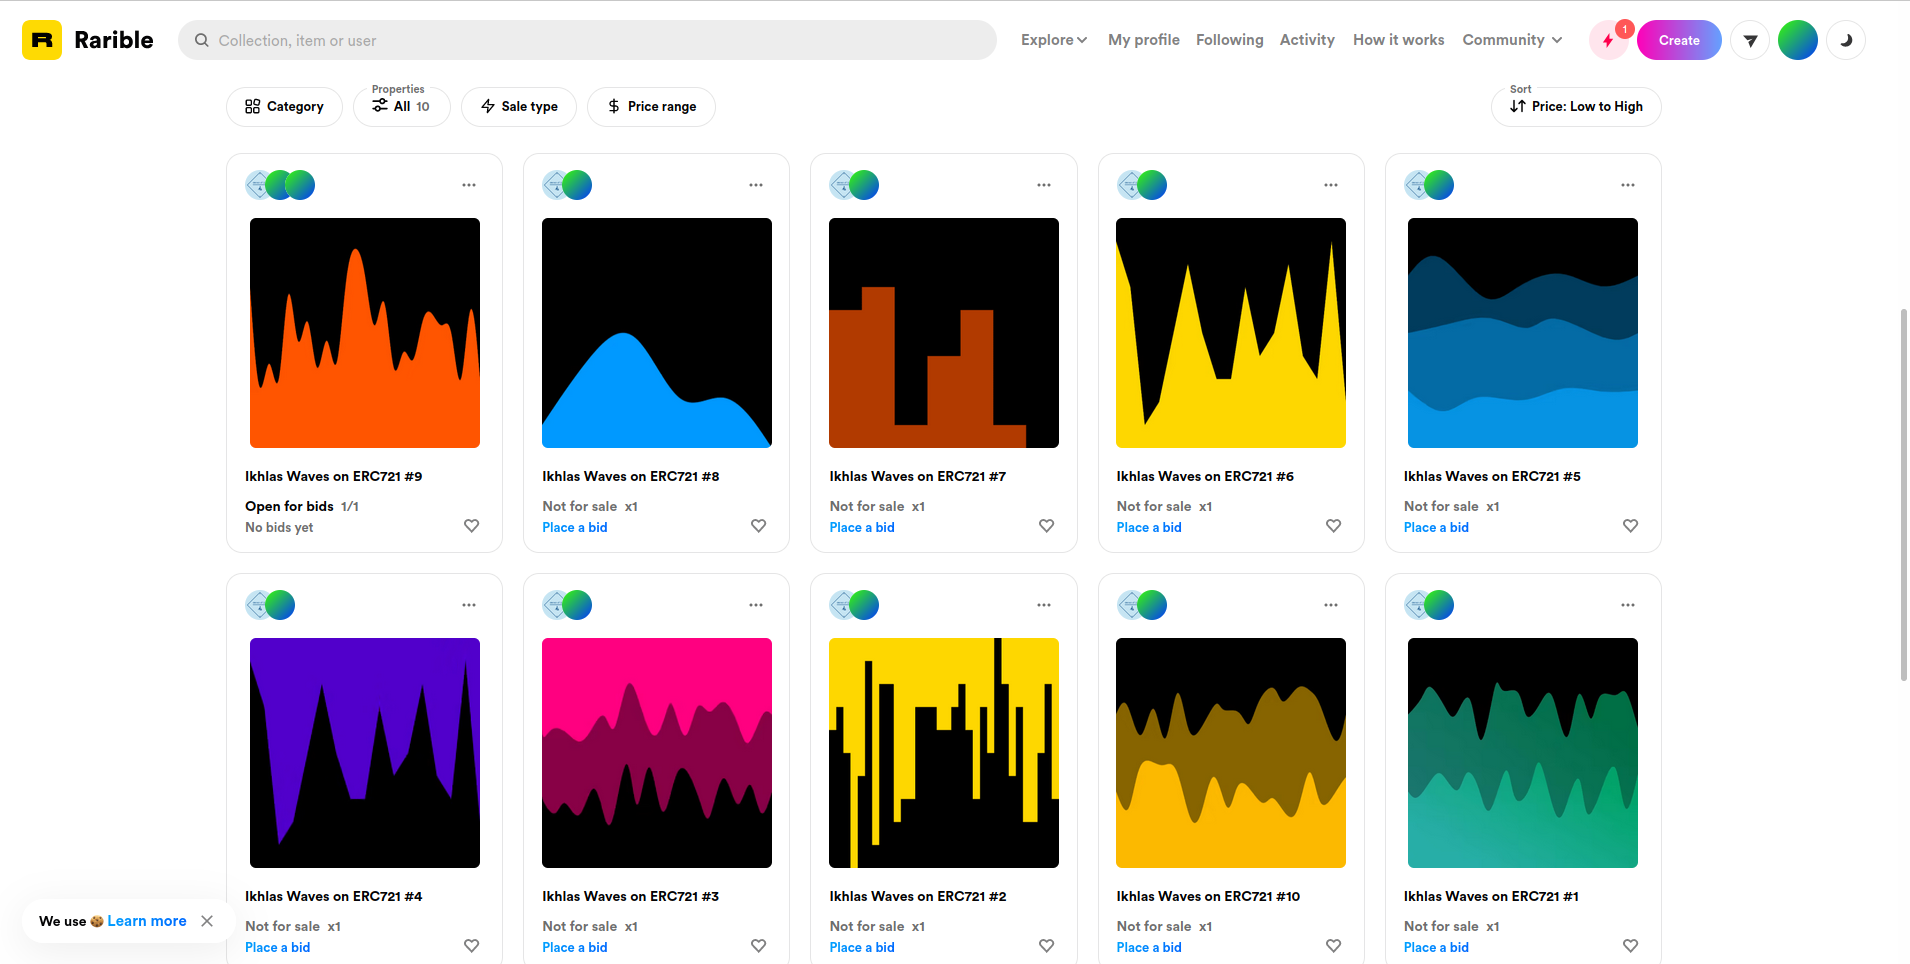 Rarible
Collection, item or user
Explore My profile Following Activity How it works Community
1
Create
Category
Properties
All 10
Sale type
Price range
Sort
Price: Low to High
Ikhlas Waves on ERC721 #9
Open for bids 1/1
No bids yet
Ikhlas Waves on ERC721 #8
Not for sale x1
Place a bid
Ikhlas Waves on ERC721 #7
Not for sale x1
Place a bid
Ikhlas Waves on ERC721 #6
Not for sale x1
Place a bid
Ikhlas Waves on ERC721 #5
Not for sale x1
Place a bid
Ikhlas Waves on ERC721 #4
Not for sale x1
Place a bid
Ikhlas Waves on ERC721 #3
Not for sale x1
Place a bid
Ikhlas Waves on ERC721 #2
Not for sale x1
Place a bid
Ikhlas Waves on ERC721 #10
Not for sale x1
Place a bid
Ikhlas Waves on ERC721 #1
Not for sale x1
Place a bid
We use 🍪 Learn more